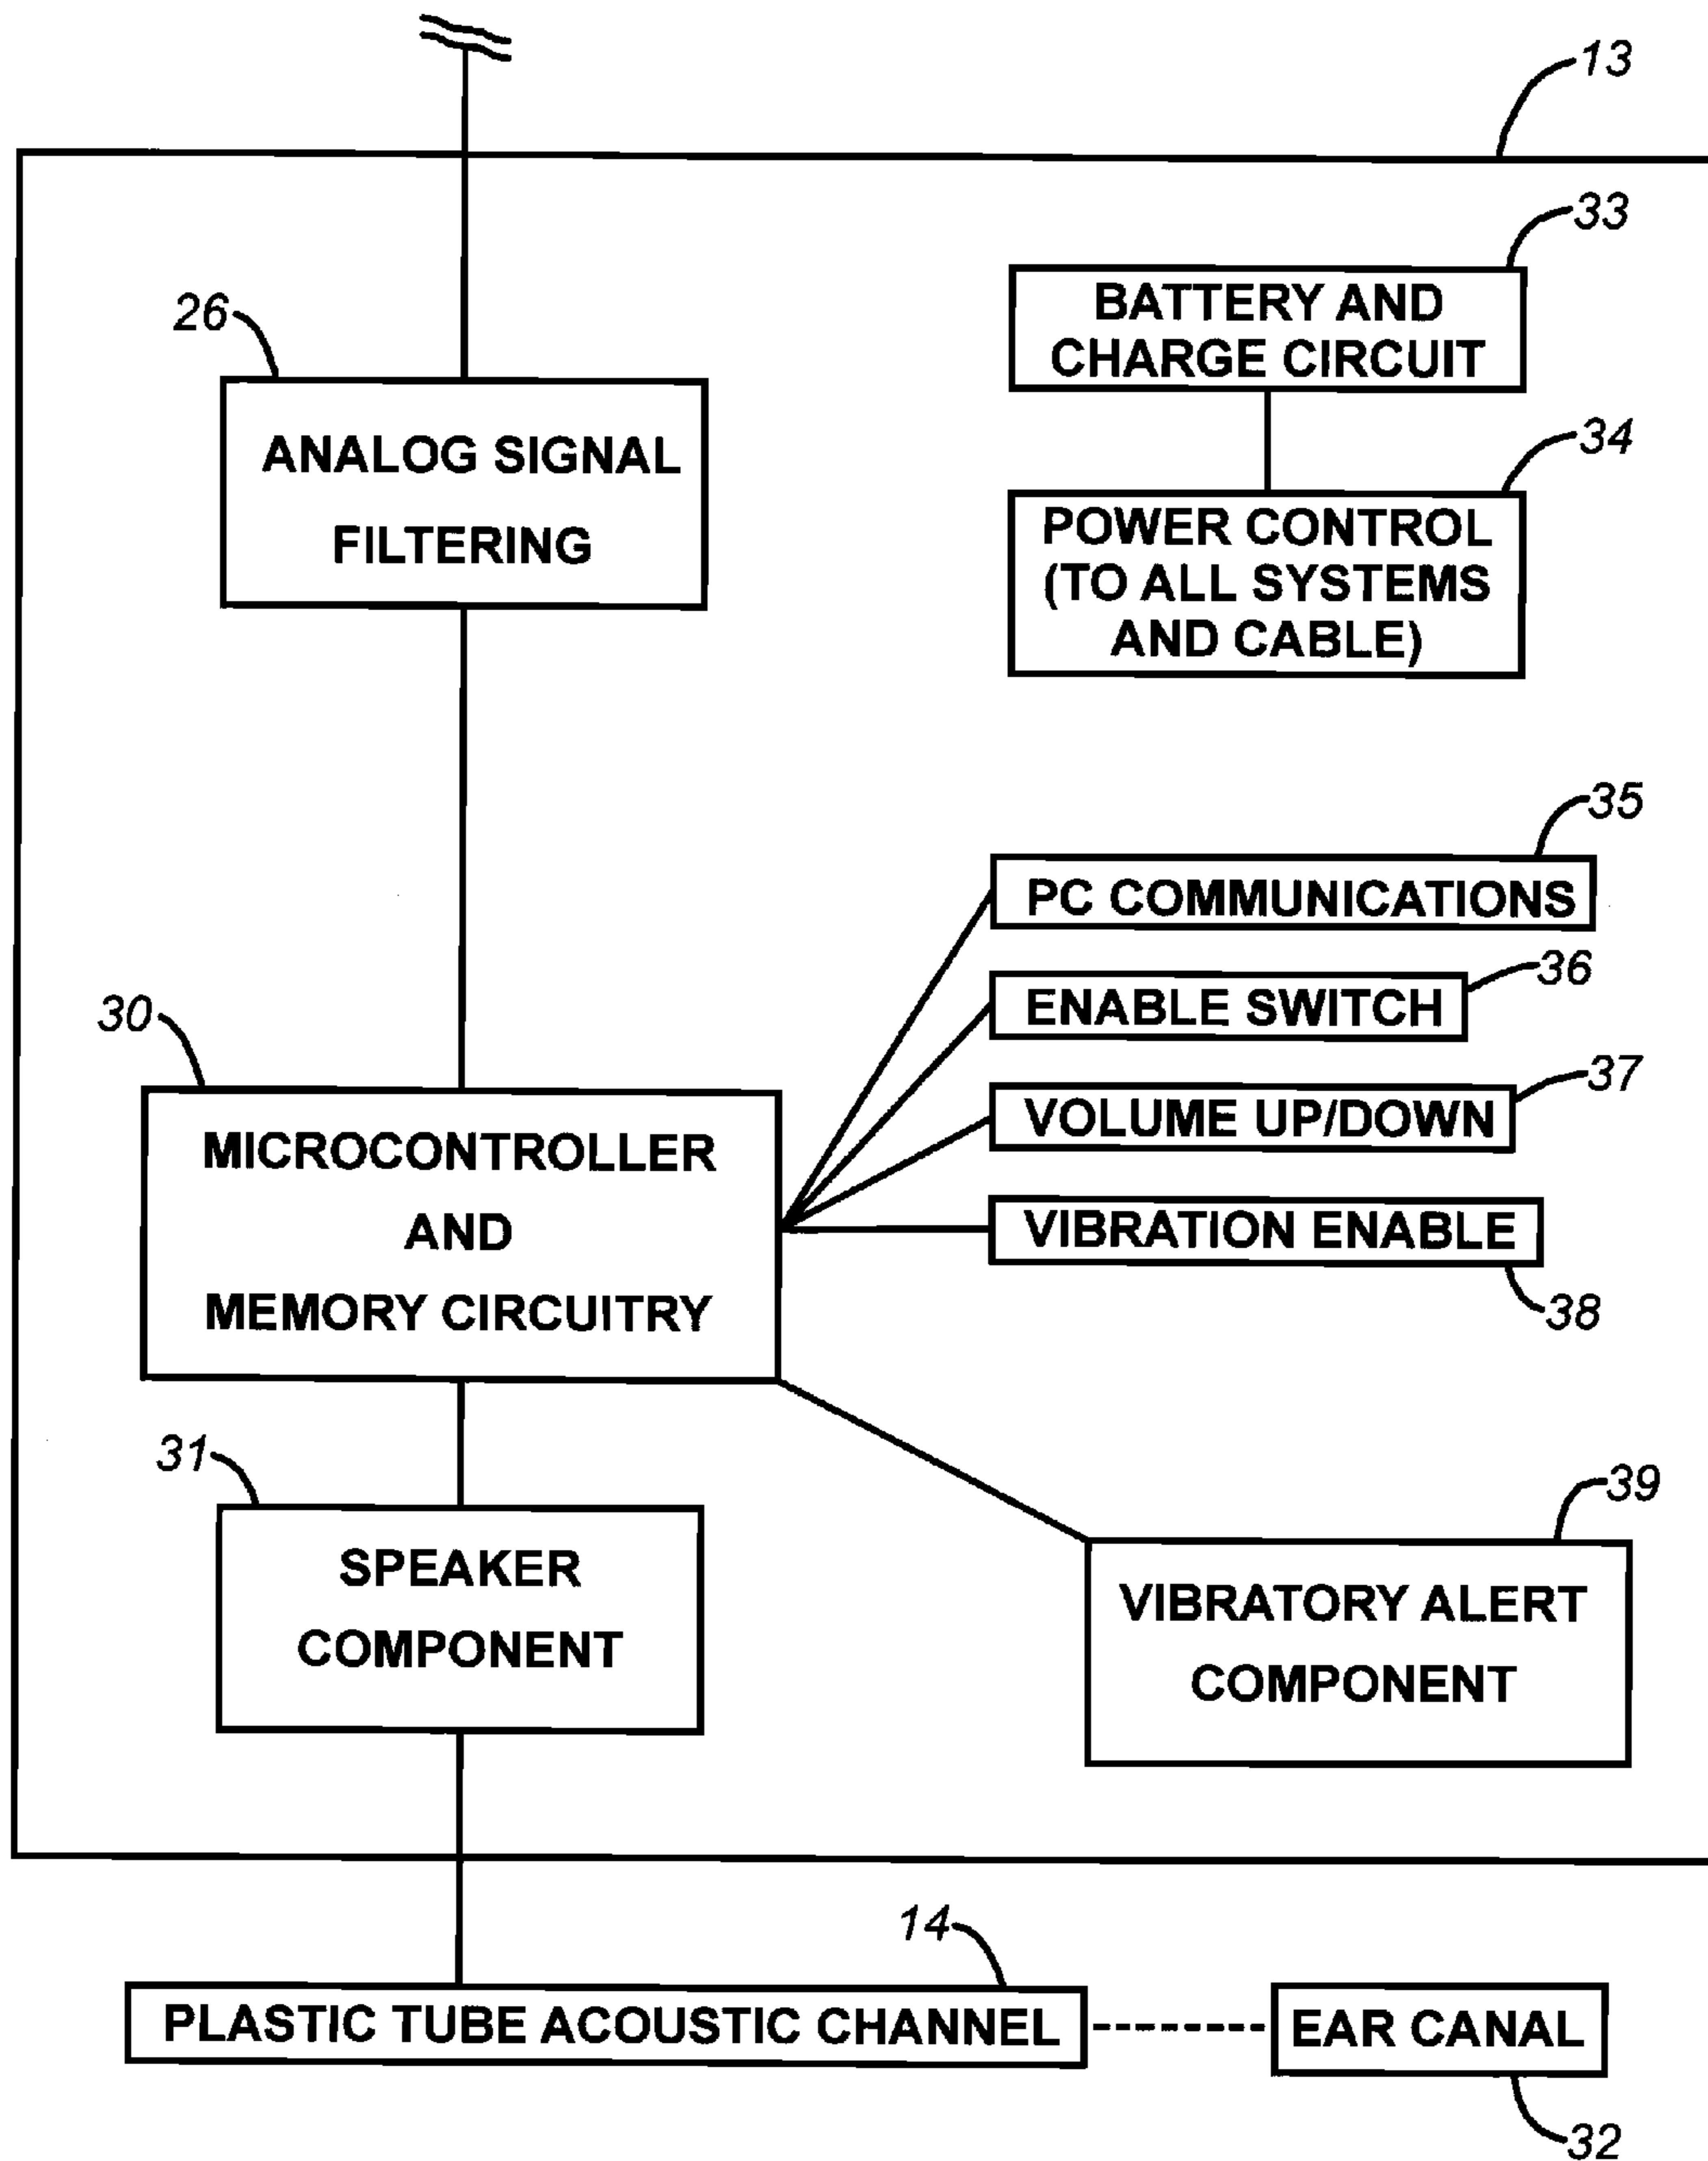 13
33
BATTERY AND
CHARGE CIRCUIT
26
ANALOG SIGNAL
FILTERING
34
POWER CONTROL
(TO ALL SYSTEMS
AND CABLE)
35
PC COMMUNICATIONS
36
ENABLE SWITCH
30
MICROCONTROLLER
AND
MEMORY CIRCUITRY
37
VOLUME UP/DOWN
VIBRATION ENABLE
38
31
SPEAKER
COMPONENT
39
VIBRATORY ALERT
COMPONENT
14
PLASTIC TUBE ACOUSTIC CHANNEL
EAR CANAL
32